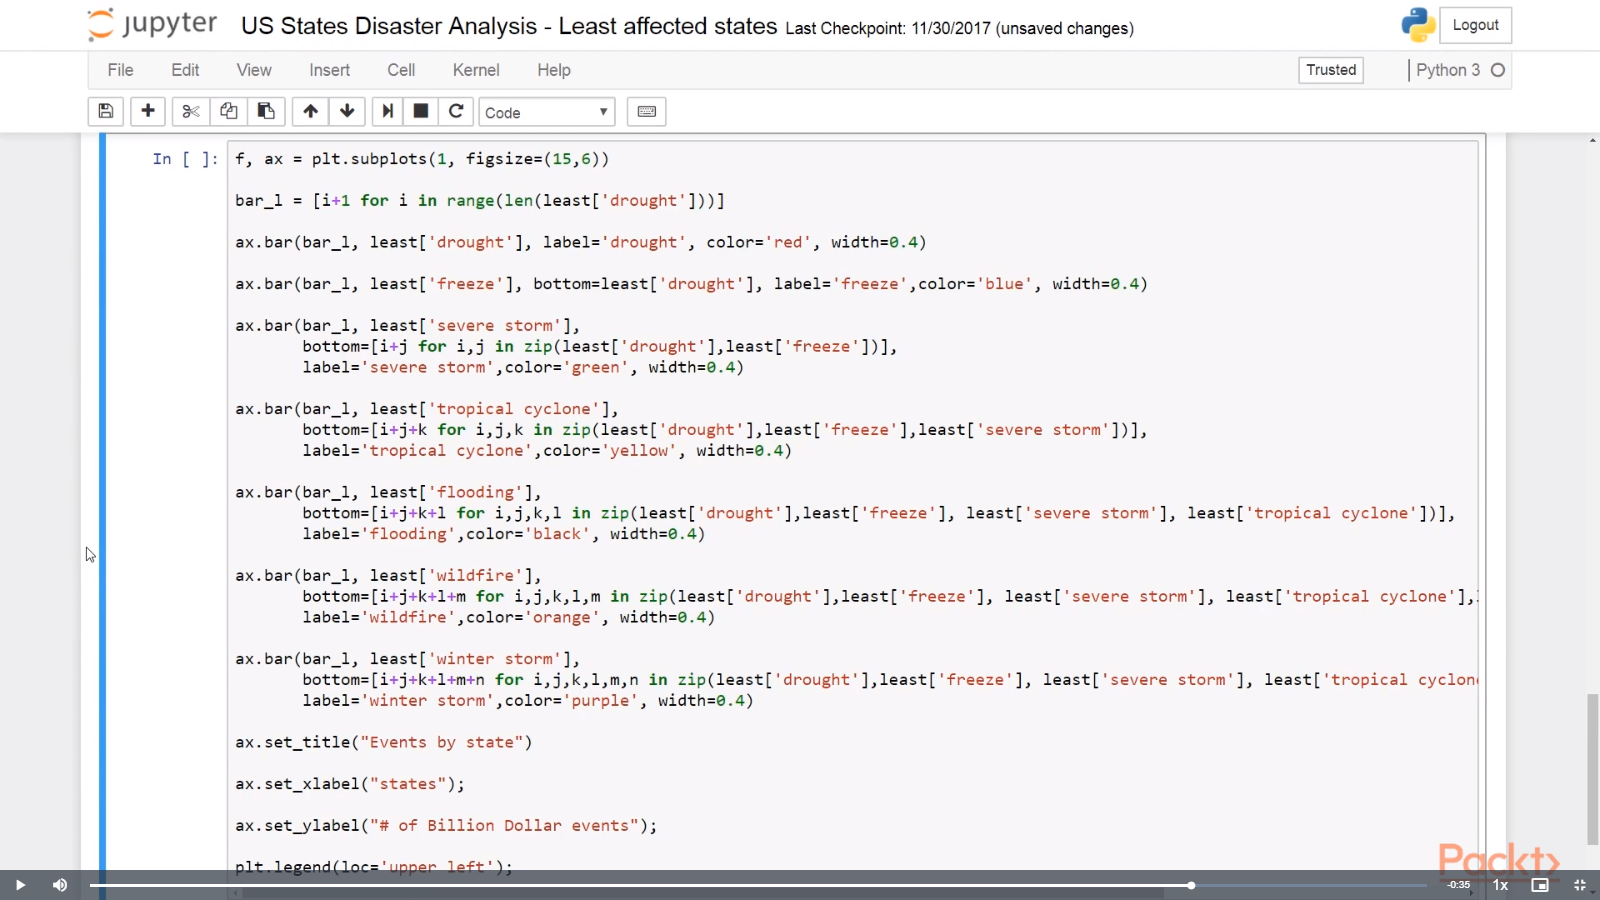 jupyter US States Disaster Analysis - Least affected states Last Checkpoint: 11/30/2017 (unsaved changes) Logout
File Edit View Insert Cell Kernel Help Trusted Python 3
Code
In [ ]: f, ax = plt.subplots(1, figsize=(15,6))
bar_l = [i+1 for i in range(len(least['drought']))]
ax.bar(bar_l, least['drought'], label='drought', color='red', width=0.4)
ax.bar(bar_l, least['freeze'], bottom=least['drought'], label='freeze',color='blue', width=0.4)
ax.bar(bar_l, least['severe storm'],
bottom=[i+j for i,j in zip(least['drought'],least['freeze'])],
label='severe storm',color='green', width=0.4)
ax.bar(bar_l, least['tropical cyclone'],
bottom=[i+j+k for i,j,k in zip(least['drought'],least['freeze'],least['severe storm'])],
label='tropical cyclone',color='yellow', width=0.4)
ax.bar(bar_l, least['flooding'],
bottom=[i+j+k+l for i,j,k,l in zip(least['drought'],least['freeze'], least['severe storm'], least['tropical cyclone'])],
label='flooding',color='black', width=0.4)
ax.bar(bar_l, least['wildfire'],
bottom=[i+j+k+l+m for i,j,k,l,m in zip(least['drought'],least['freeze'], least['severe storm'], least['tropical cyclone'],
label='wildfire',color='orange', width=0.4)
ax.bar(bar_l, least['winter storm'],
bottom=[i+j+k+l+m+n for i,j,k,l,m,n in zip(least['drought'],least['freeze'], least['severe storm'], least['tropical cyclon
label='winter storm',color='purple', width=0.4)
ax.set_title("Events by state")
ax.set_xlabel("states");
ax.set_ylabel("# of Billion Dollar events");
plt.legend(loc='upper left');
Packt>
-0:35 1x